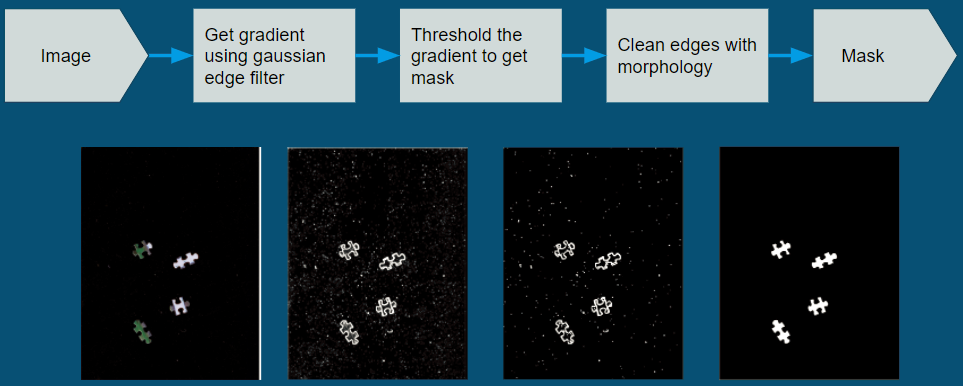 Image
Get gradient
using gaussian
edge filter
Threshold the
gradient to get
mask
Clean edges with
morphology
Mask